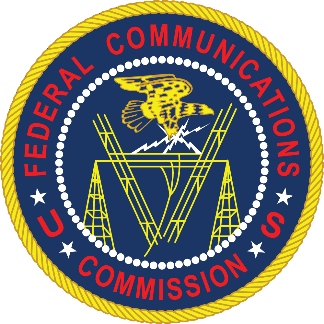 FEDERAL COMMUNICATIONS
U S
COMMISSION